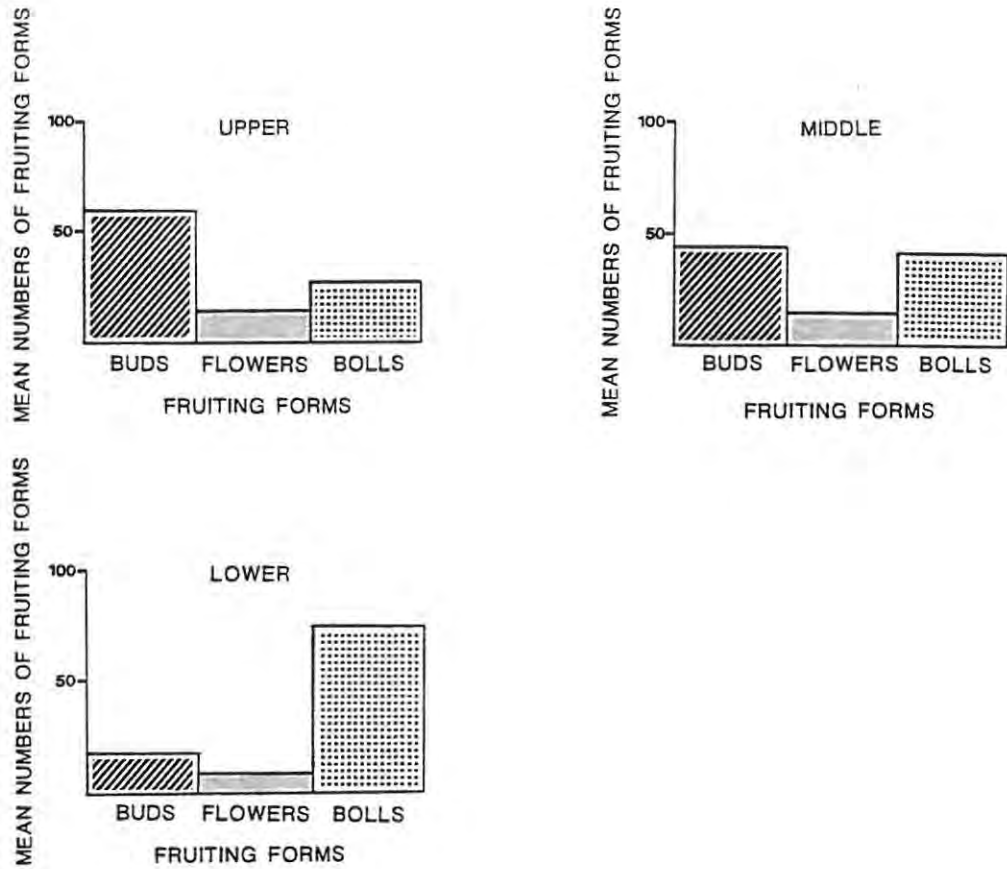 MEAN NUMBERS OF FRUITING FORMS
100
UPPER
50
BUDS FLOWERS BOLLS
FRUITING FORMS
MEAN NUMBERS OF FRUITING FORMS
100
MIDDLE
50
BUDS FLOWERS BOLLS
FRUITING FORMS
MEAN NUMBERS OF FRUITING FORMS
100
LOWER
50
BUDS FLOWERS BOLLS
FRUITING FORMS